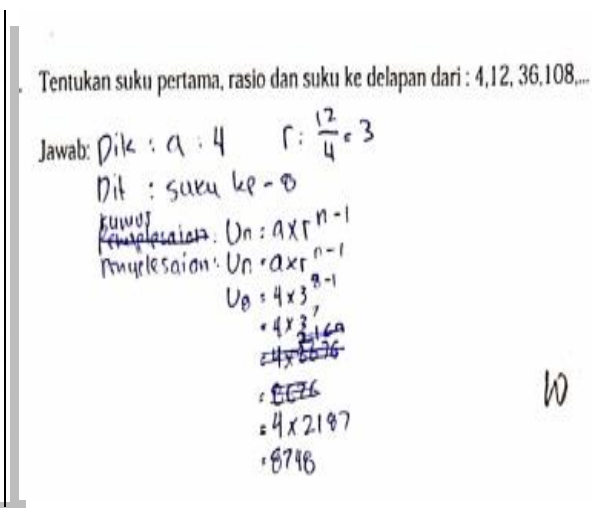 . Tentukan suku pertama, rasio dan suku ke delapan dari : 4,12, 36,108,...
Jawab: Dik : a : 4 r : 12/4 = 3
Dit : suku ke - 8
Rumus : Un : a x r^n-1
Penyelesaian : Un = a x r^n-1
U8 = 4 x 3^8-1
= 4 x 3^7
= 4 x 2187
= 8748
10